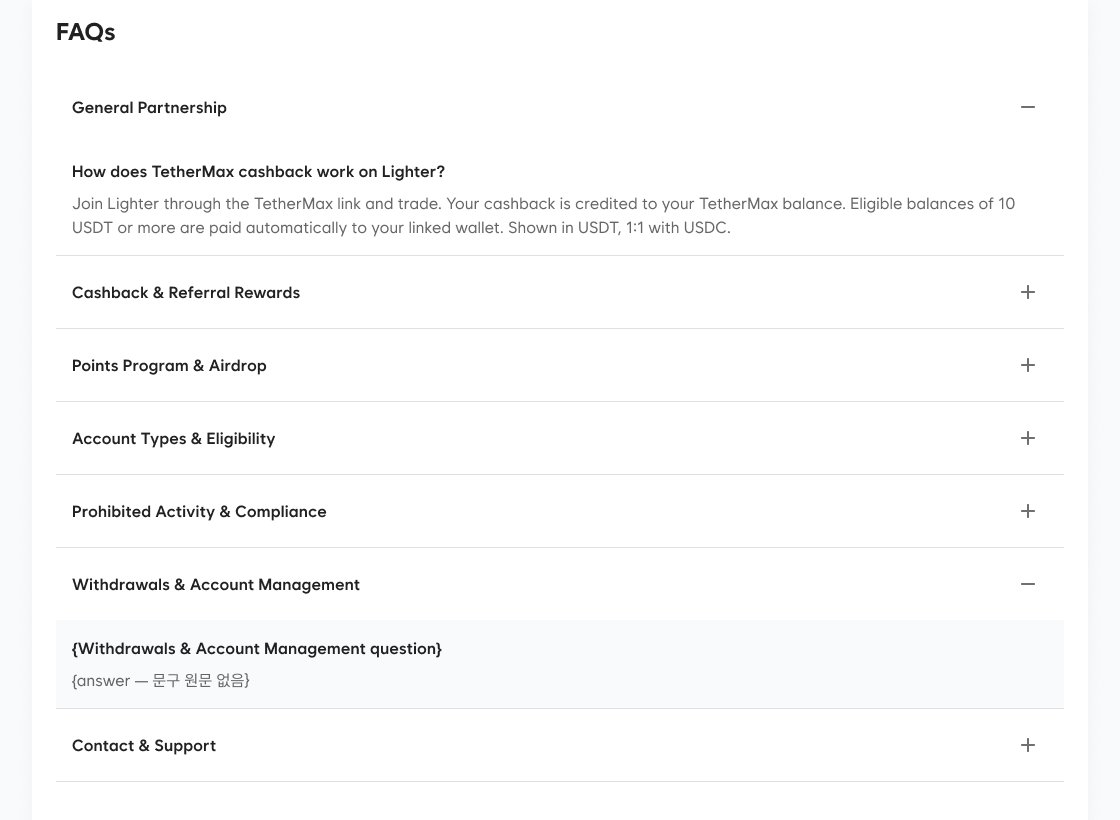 FAQs
General Partnership
How does TetherMax cashback work on Lighter?
Join Lighter through the TetherMax link and trade. Your cashback is credited to your TetherMax balance. Eligible balances of 10
USDT or more are paid automatically to your linked wallet. Shown in USDT, 1:1 with USDC.
Cashback & Referral Rewards
Points Program & Airdrop
Account Types & Eligibility
Prohibited Activity & Compliance
Withdrawals & Account Management
{Withdrawals & Account Management question}
{answer — 문구 원문 없음}
Contact & Support